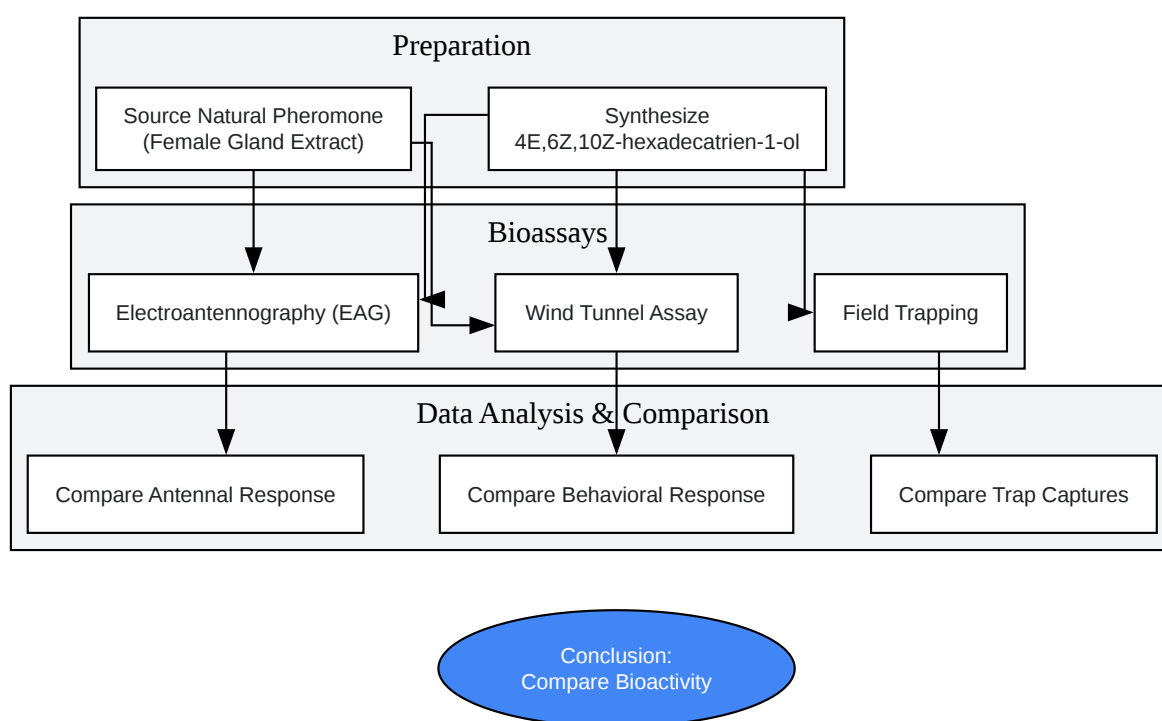 Preparation
Source Natural Pheromone
(Female Gland Extract)
Synthesize
4E,6Z,10Z-hexadecatrien-1-ol
Bioassays
Electroantennography (EAG)
Wind Tunnel Assay
Field Trapping
Data Analysis & Comparison
Compare Antennal Response
Compare Behavioral Response
Compare Trap Captures
Conclusion:
Compare Bioactivity